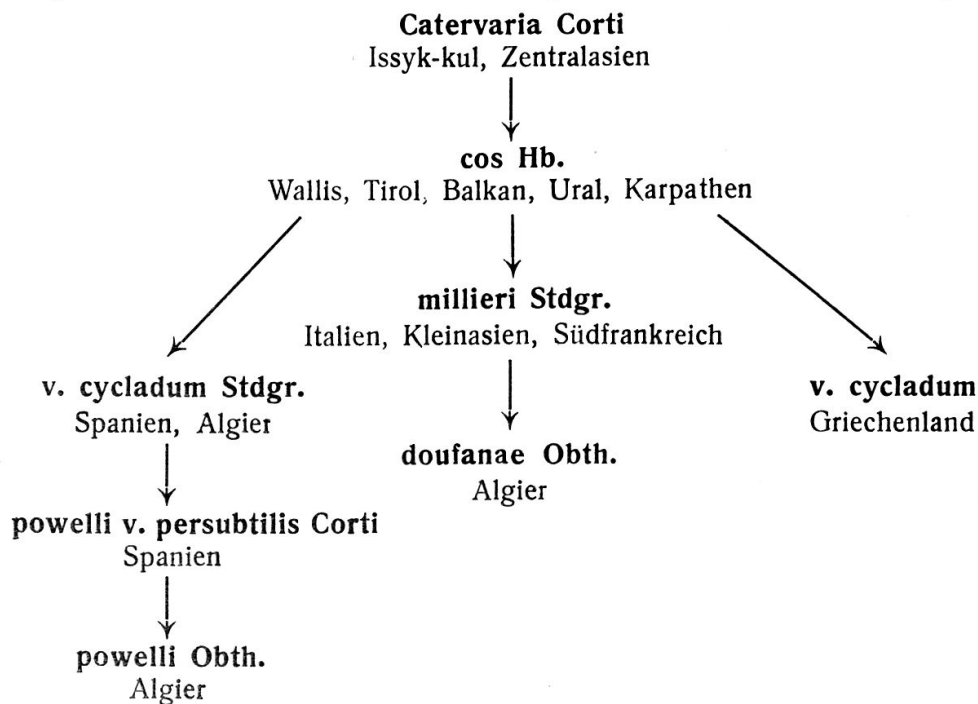 Catervaria Corti
Issyk-kul, Zentralasien
cos Hb.
Wallis, Tirol, Balkan, Ural, Karpathen
millieri Stdgr.
Italien, Kleinasien, Südfrankreich
v. cycladum Stdgr.
Spanien, Algier
v. cycladum
Griechenland
doufanae Obth.
Algier
powelli v. persubtilis Corti
Spanien
powelli Obth.
Algier